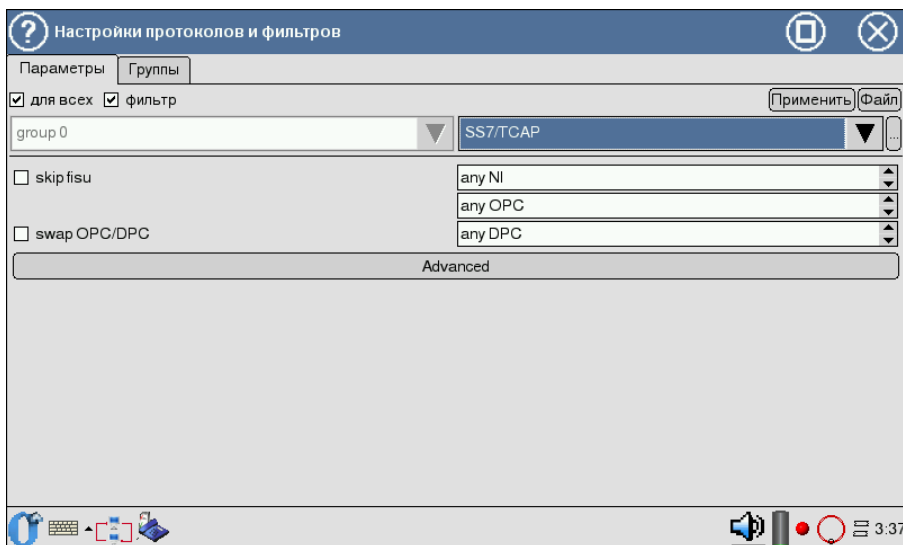 Настройки протоколов и фильтров
Параметры Группы
для всех фильтр Применить Файл
group 0 SS7/TCAP ...
skip fisu any NI
any OPC
swap OPC/DPC any DPC
Advanced
3:37